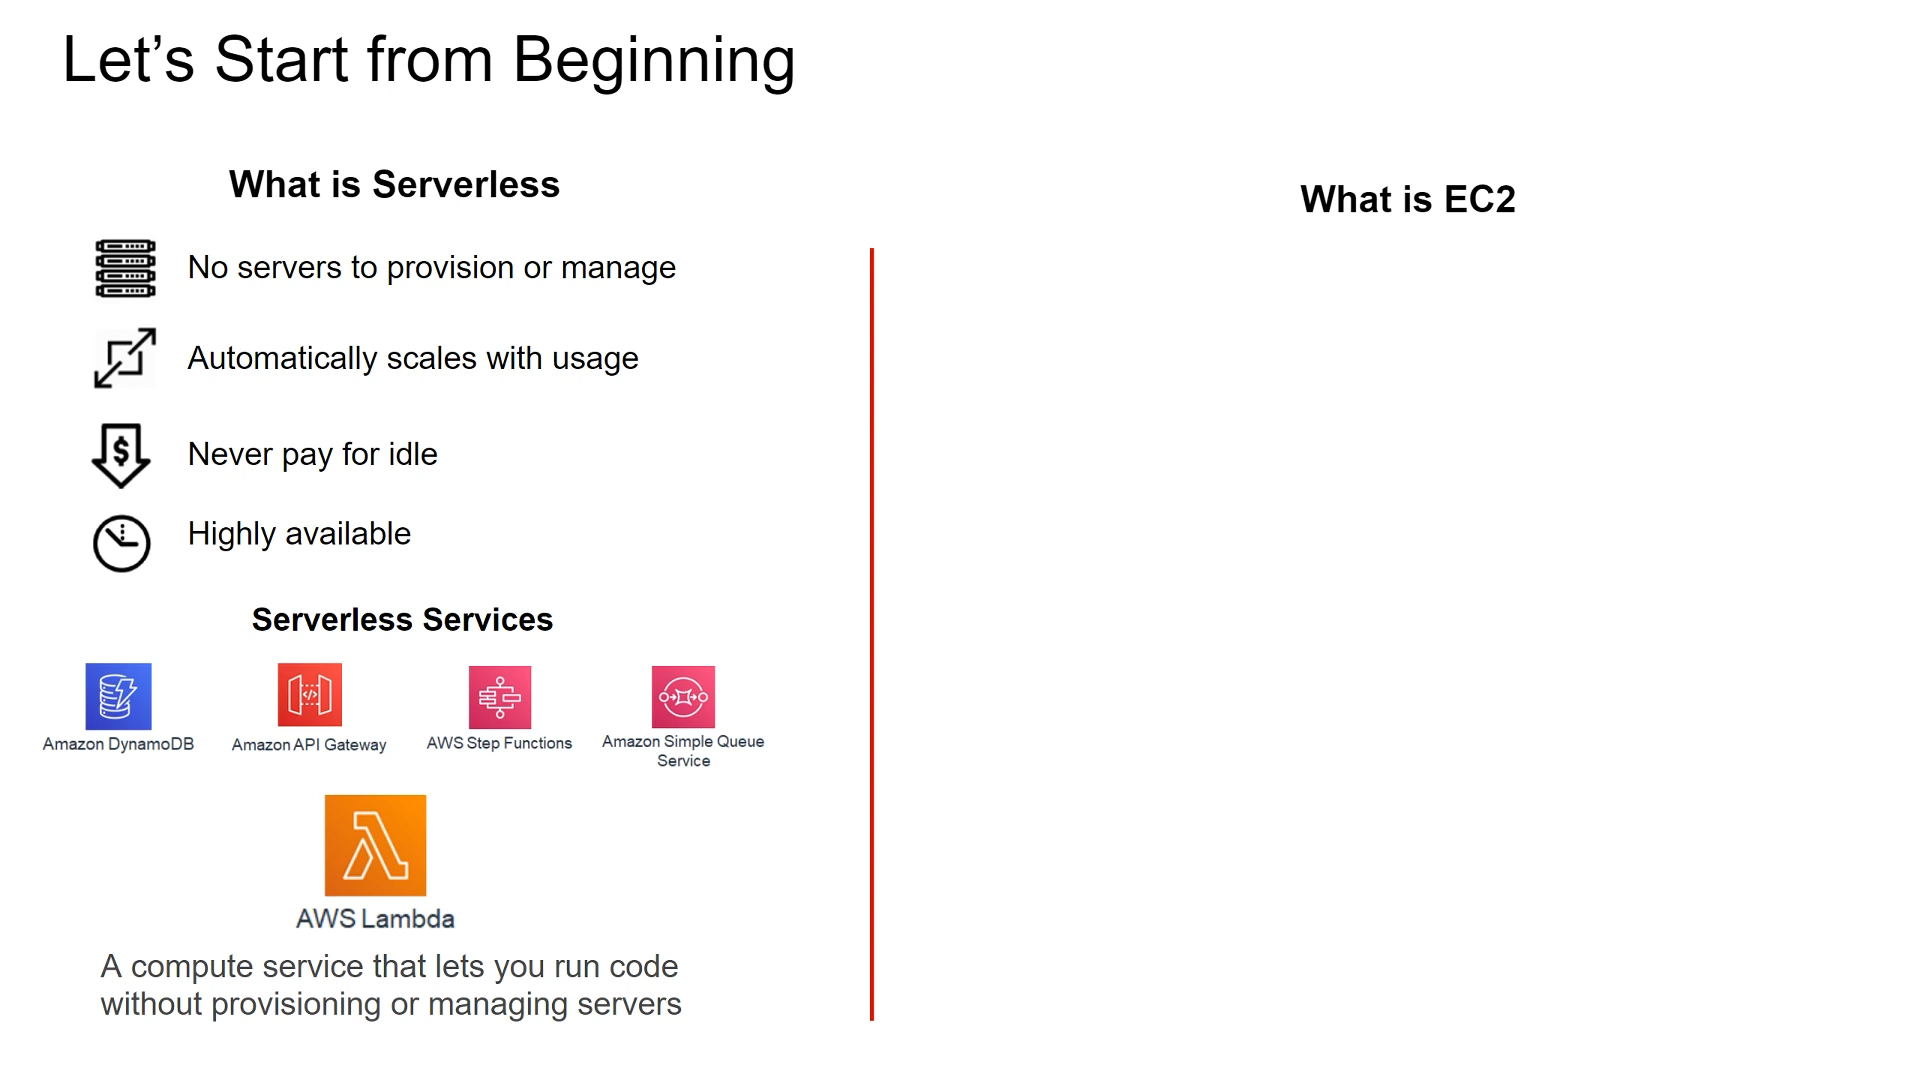 Let’s Start from Beginning
What is Serverless
No servers to provision or manage
Automatically scales with usage
$
Never pay for idle
Highly available
Serverless Services
</>
Amazon DynamoDB
Amazon API Gateway
AWS Step Functions
Amazon Simple Queue
Service
AWS Lambda
A compute service that lets you run code
without provisioning or managing servers
What is EC2